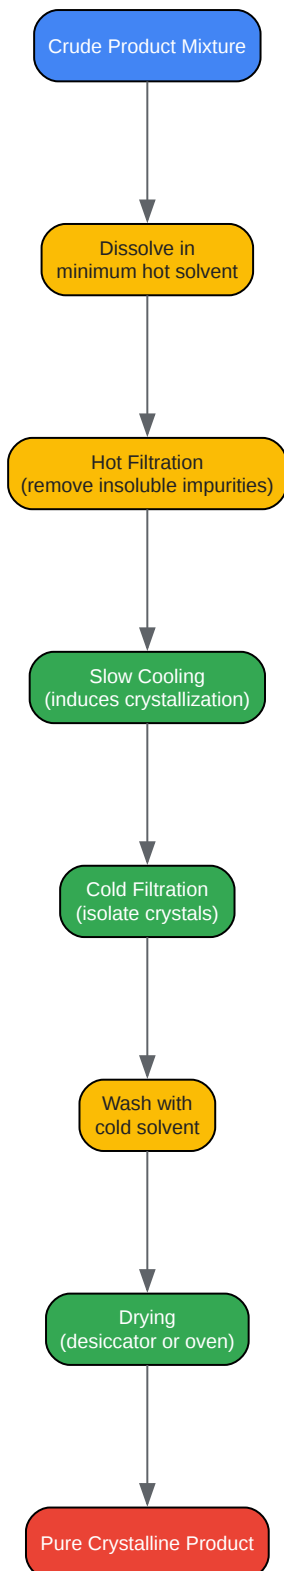 Crude Product Mixture
Dissolve in
minimum hot solvent
Hot Filtration
(remove insoluble impurities)
Slow Cooling
(induces crystallization)
Cold Filtration
(isolate crystals)
Wash with
cold solvent
Drying
(desiccator or oven)
Pure Crystalline Product